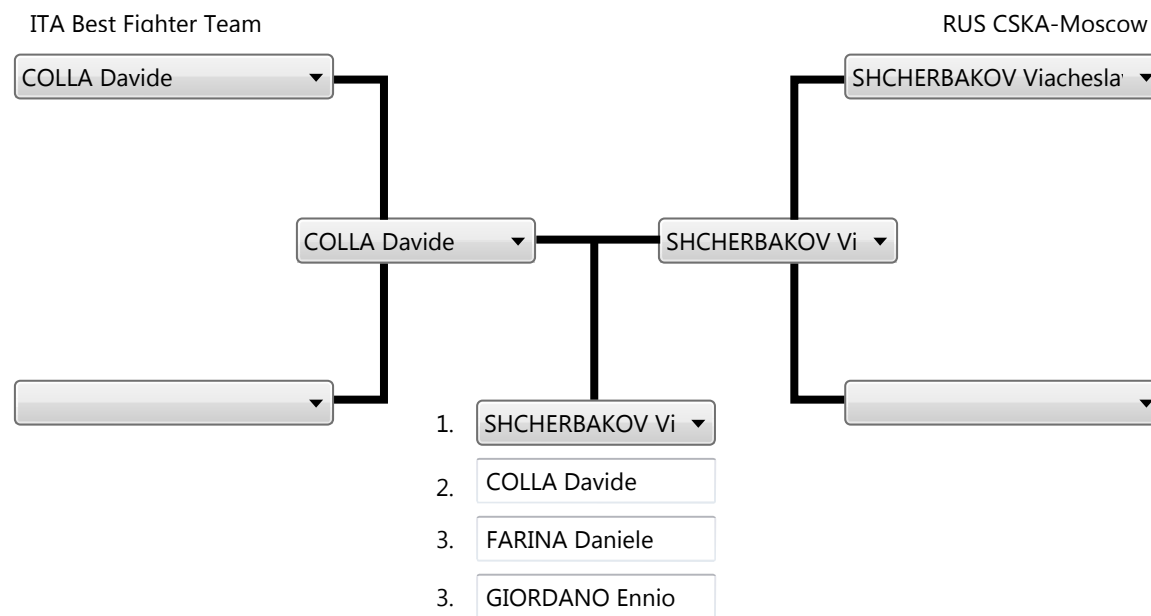 ITA Best Fighter Team
RUS CSKA-Moscow
COLLA Davide
SHCHERBAKOV Viachesla
COLLA Davide
SHCHERBAKOV Vi
1. SHCHERBAKOV Vi
2. COLLA Davide
3. FARINA Daniele
3. GIORDANO Ennio